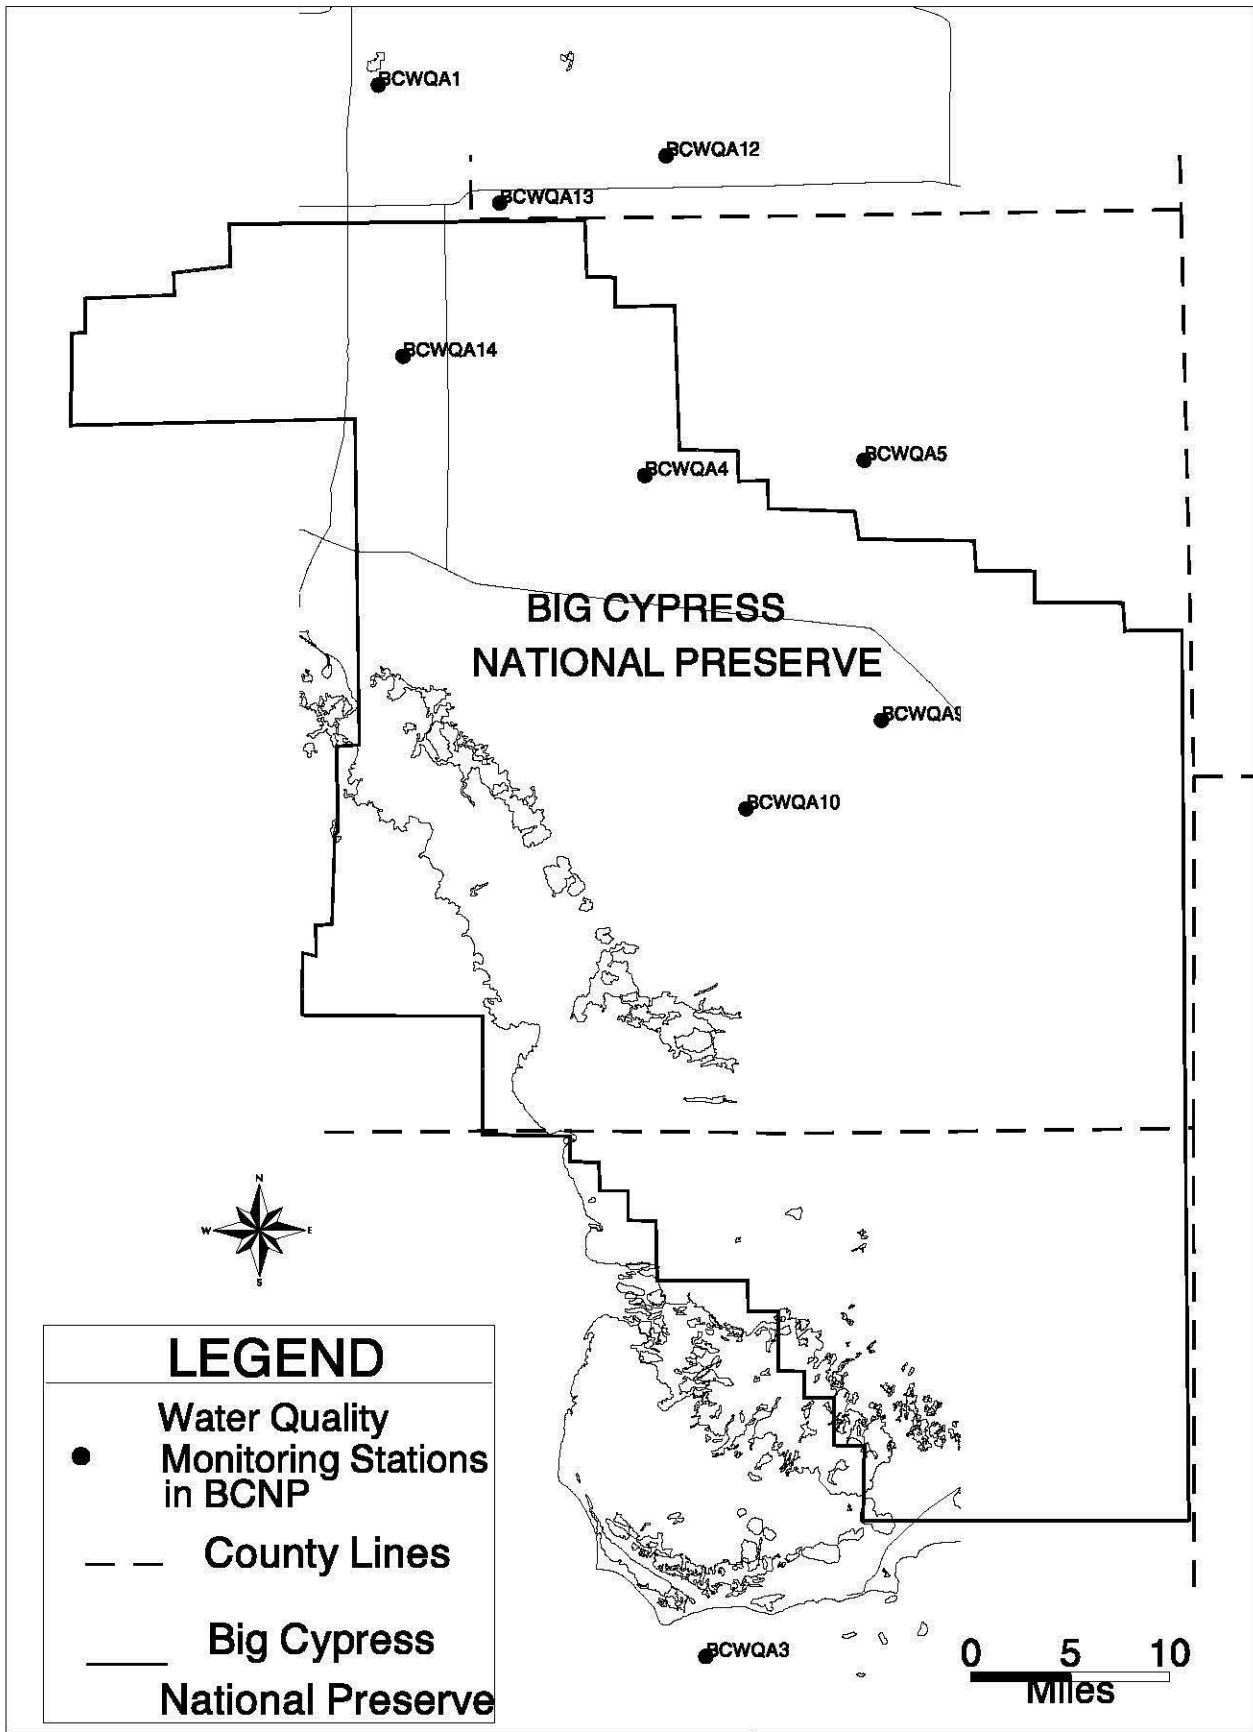 BCWQA1
BCWQA12
BCWQA13
BCWQA14
BCWQA5
BCWQA4
BIG CYPRESS
NATIONAL PRESERVE
BCWQA9
BCWQA10
N
W E
S
LEGEND
Water Quality
Monitoring Stations
in BCNP
County Lines
Big Cypress
National Preserve
BCWQA3
0 5 10
Miles